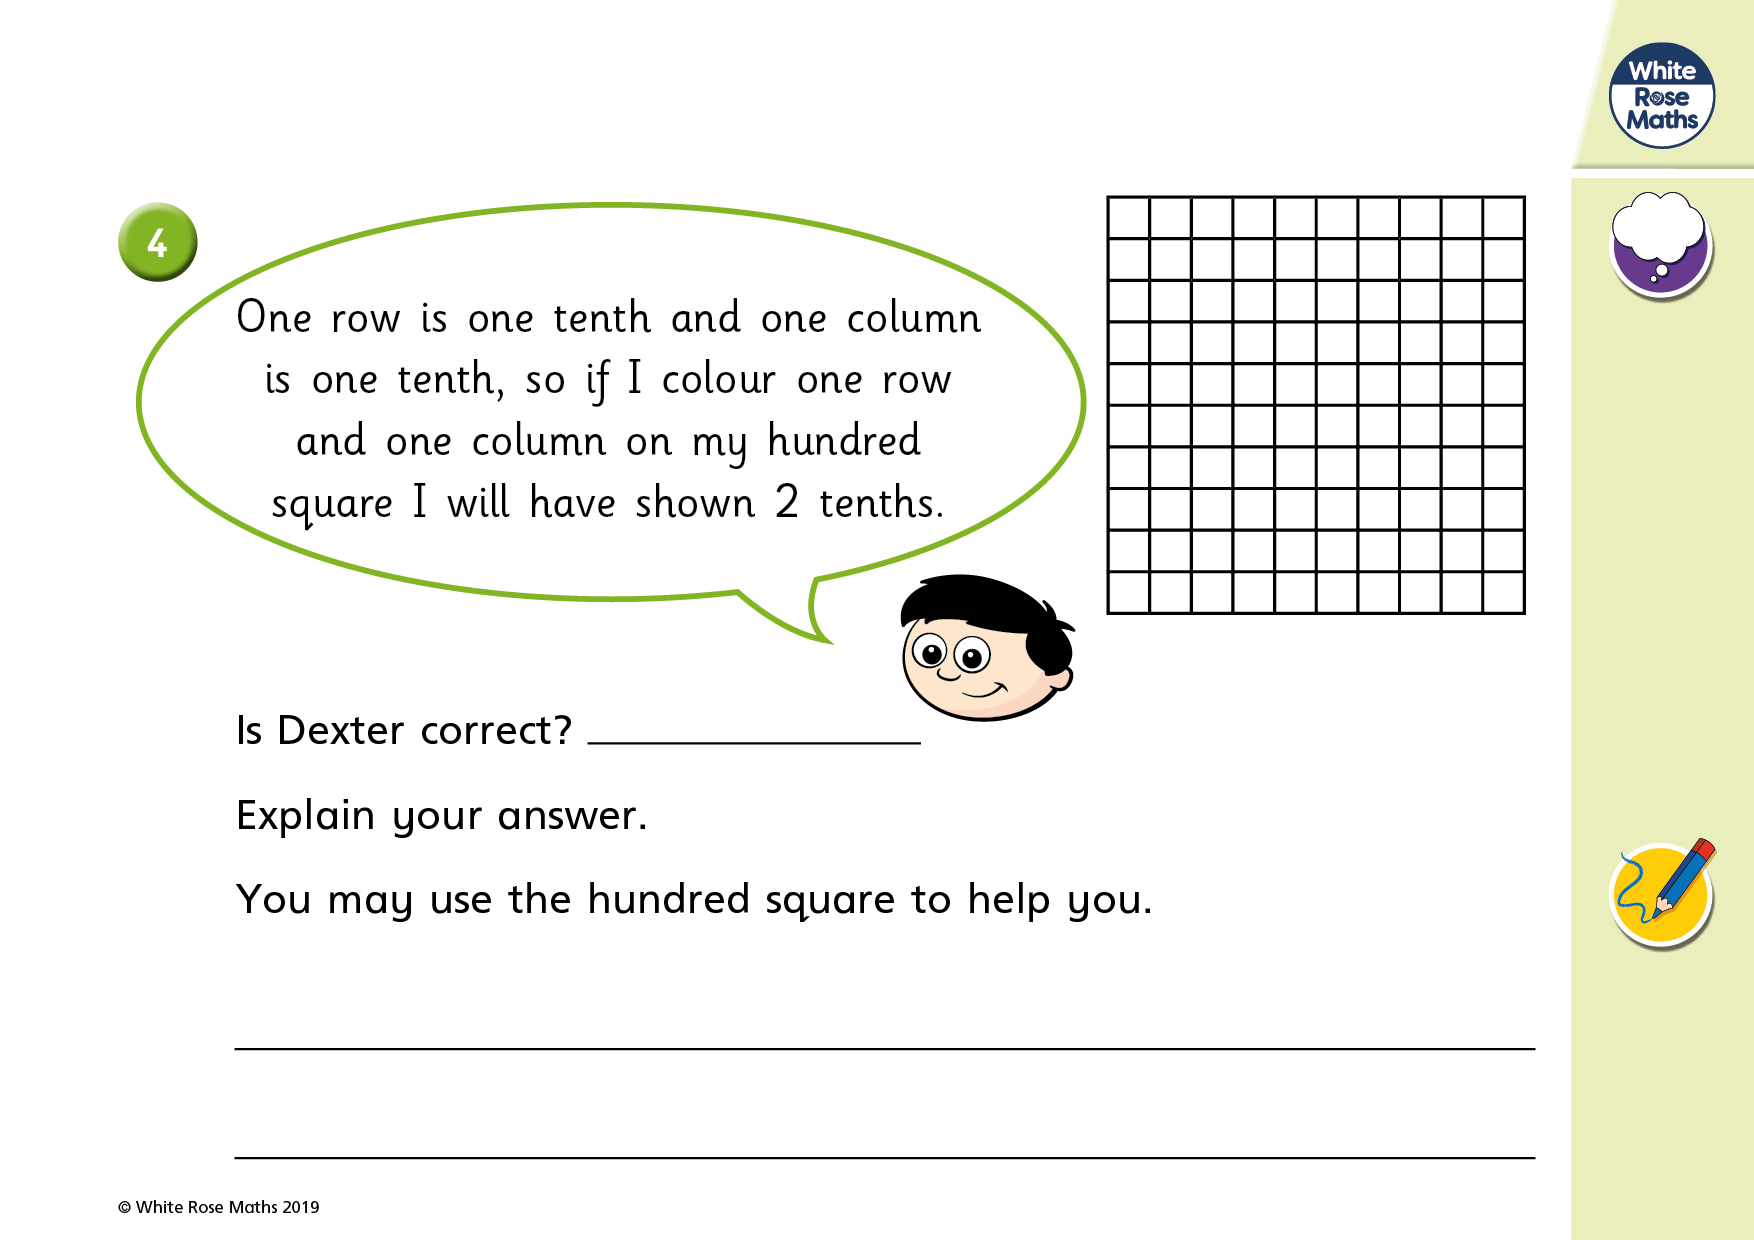 White
Rose
Maths
4
One row is one tenth and one column
is one tenth, so if I colour one row
and one column on my hundred
square I will have shown 2 tenths.
Is Dexter correct?
Explain your answer.
You may use the hundred square to help you.
© White Rose Maths 2019